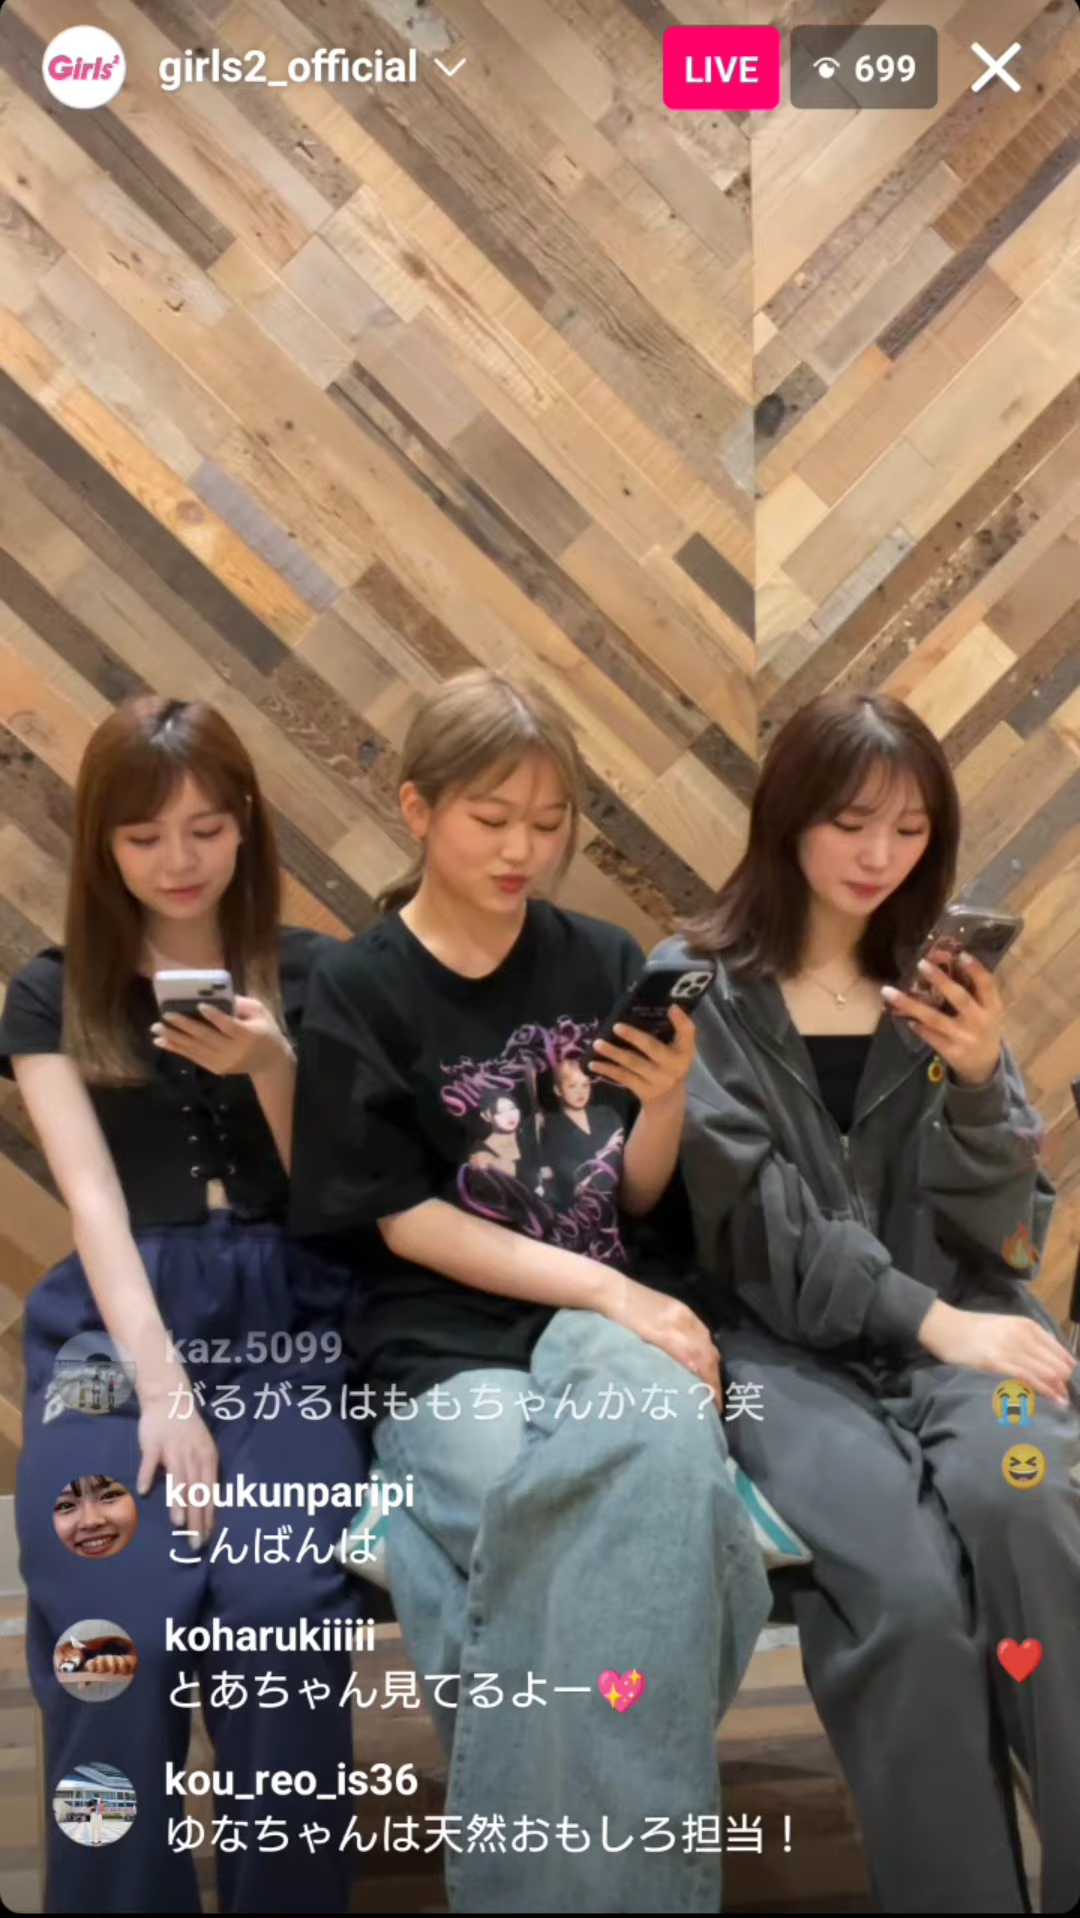 Girls²
girls2_official
LIVE
699
kaz.5099
がるがるはももちゃんかな？笑
koukunparipi
こんばんは
koharukiiiii
とあちゃん見てるよー💖
kou_reo_is36
ゆなちゃんは天然おもしろ担当！